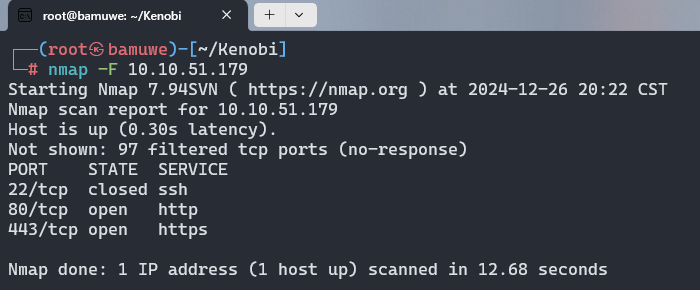 root@bamuwe: ~/Kenobi
┌──(root㉿bamuwe)-[~/Kenobi]
└─# nmap -F 10.10.51.179
Starting Nmap 7.94SVN ( https://nmap.org ) at 2024-12-26 20:22 CST
Nmap scan report for 10.10.51.179
Host is up (0.30s latency).
Not shown: 97 filtered tcp ports (no-response)
PORT    STATE  SERVICE
22/tcp  closed ssh
80/tcp  open   http
443/tcp open   https
Nmap done: 1 IP address (1 host up) scanned in 12.68 seconds